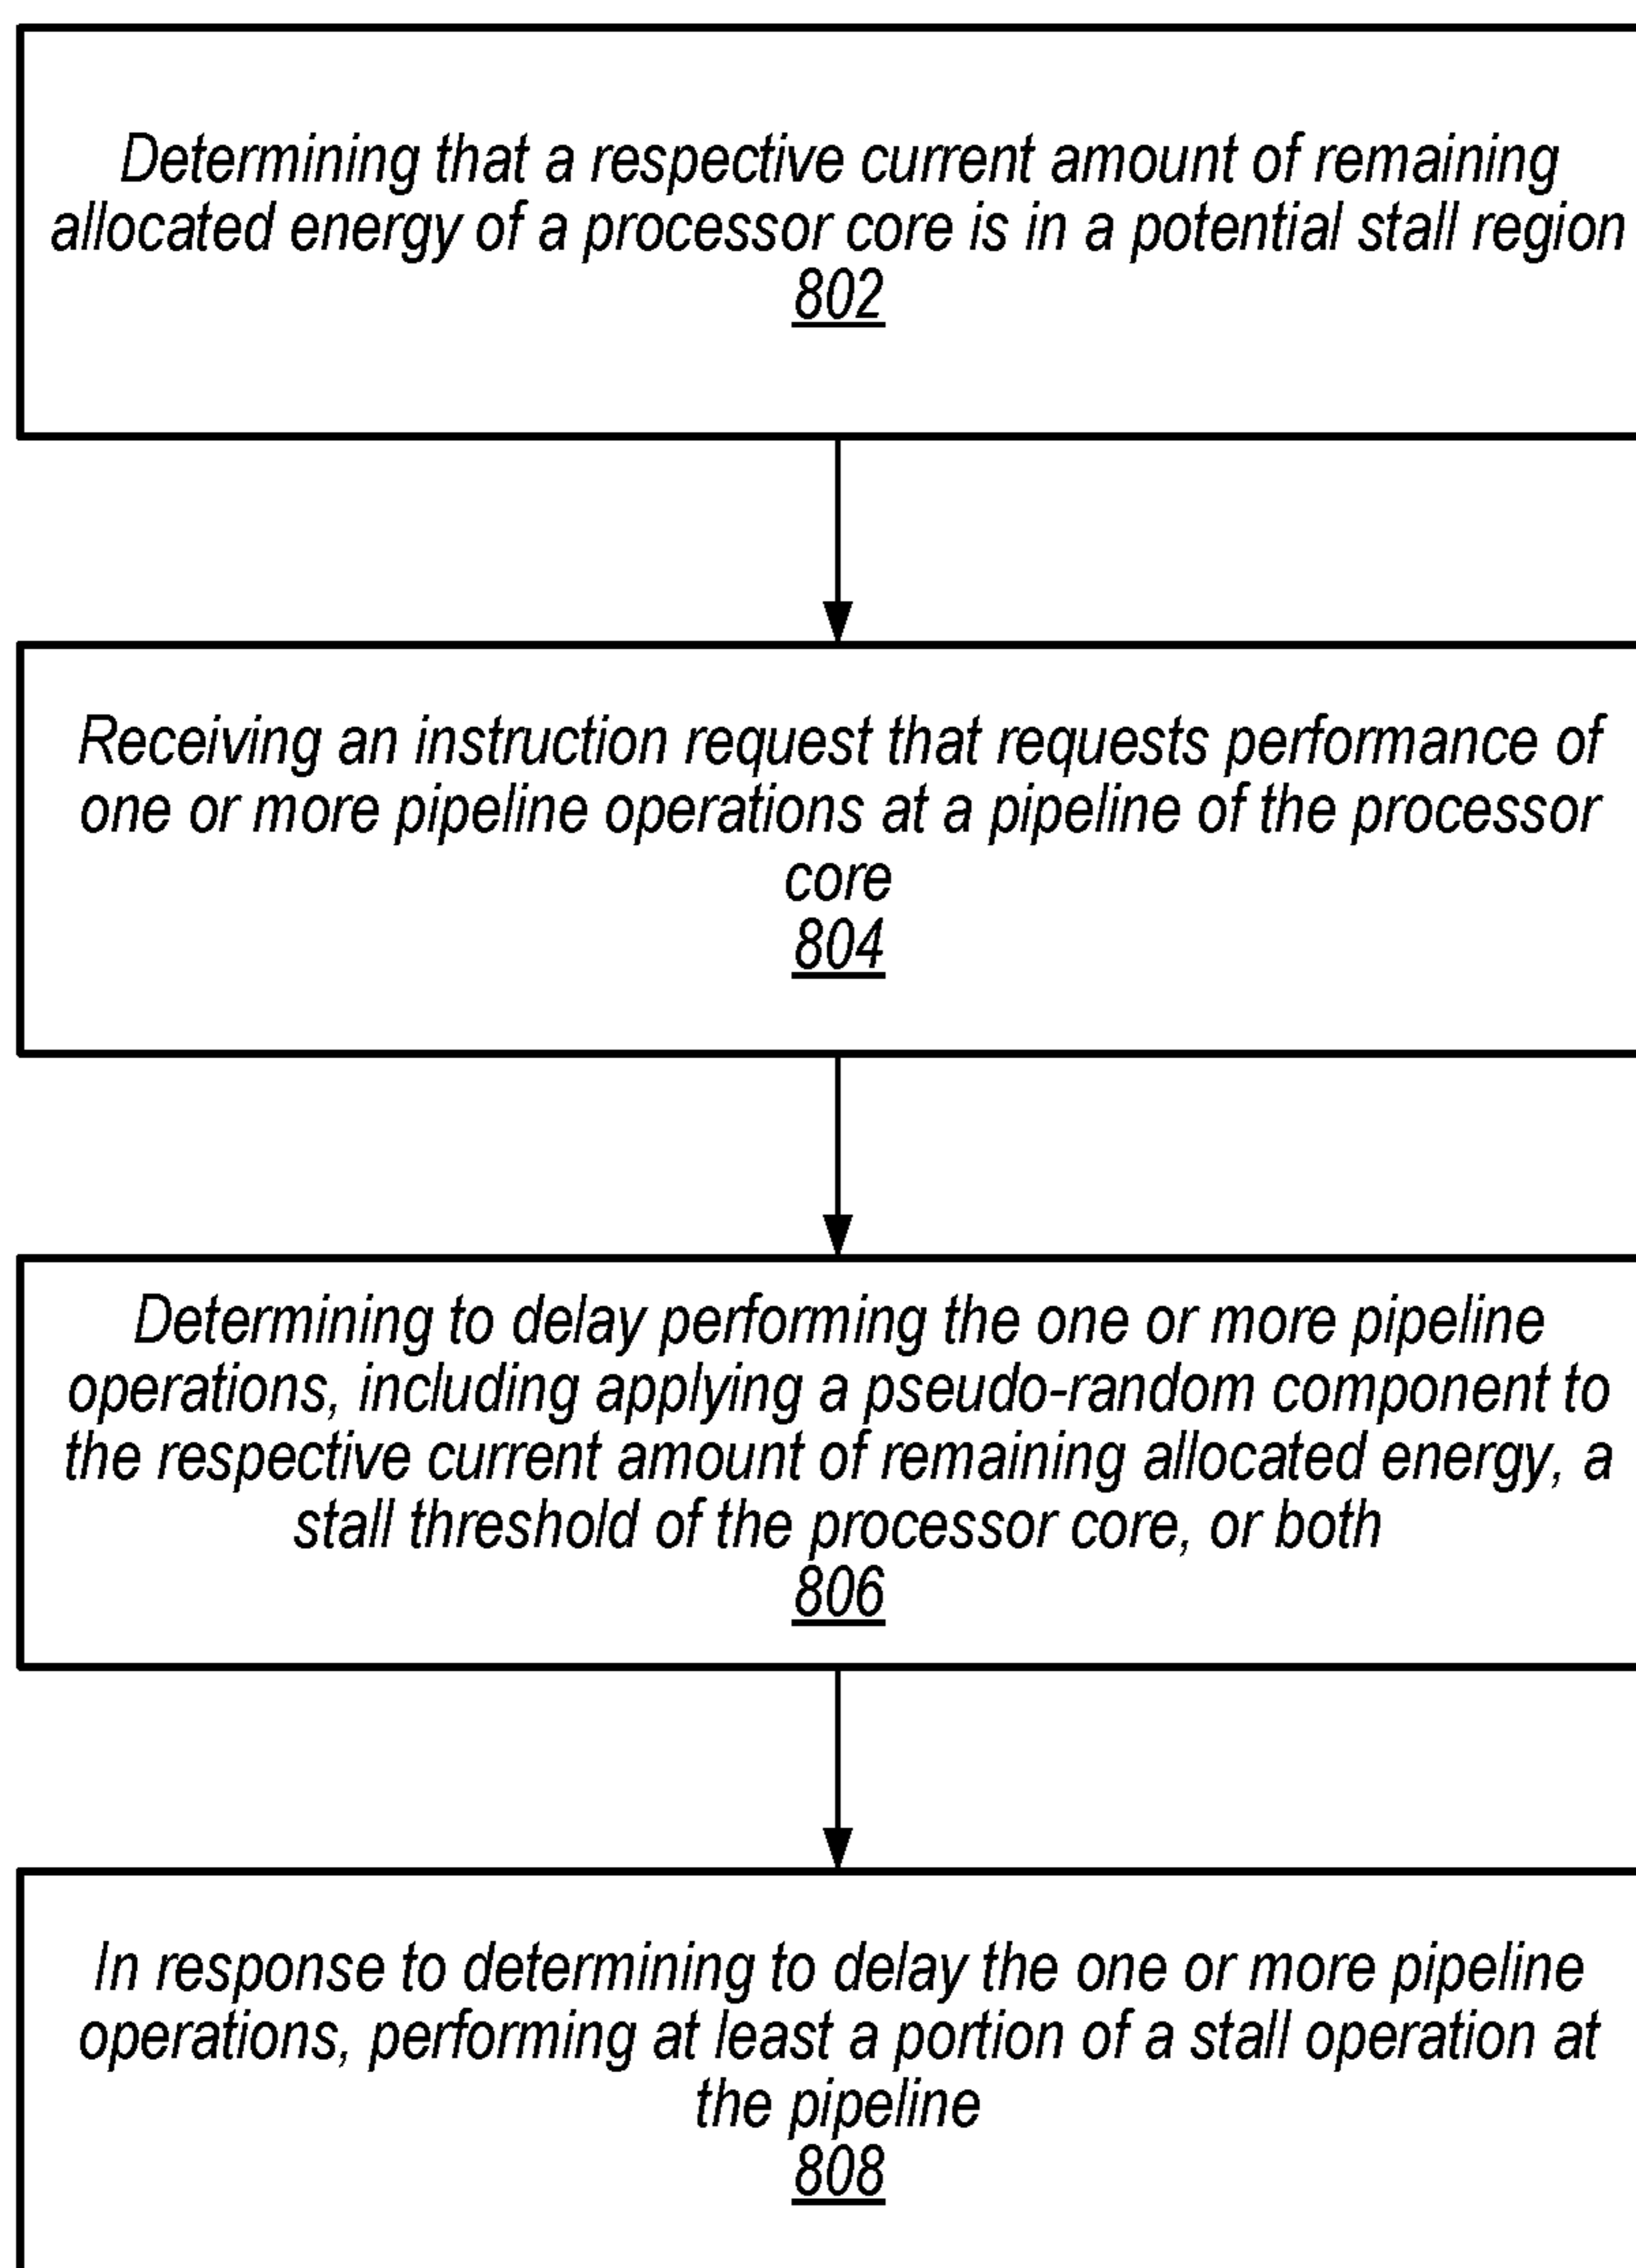 Determining that a respective current amount of remaining
allocated energy of a processor core is in a potential stall region
802
Receiving an instruction request that requests performance of
one or more pipeline operations at a pipeline of the processor
core
804
Determining to delay performing the one or more pipeline
operations, including applying a pseudo-random component to
the respective current amount of remaining allocated energy, a
stall threshold of the processor core, or both
806
In response to determining to delay the one or more pipeline
operations, performing at least a portion of a stall operation at
the pipeline
808